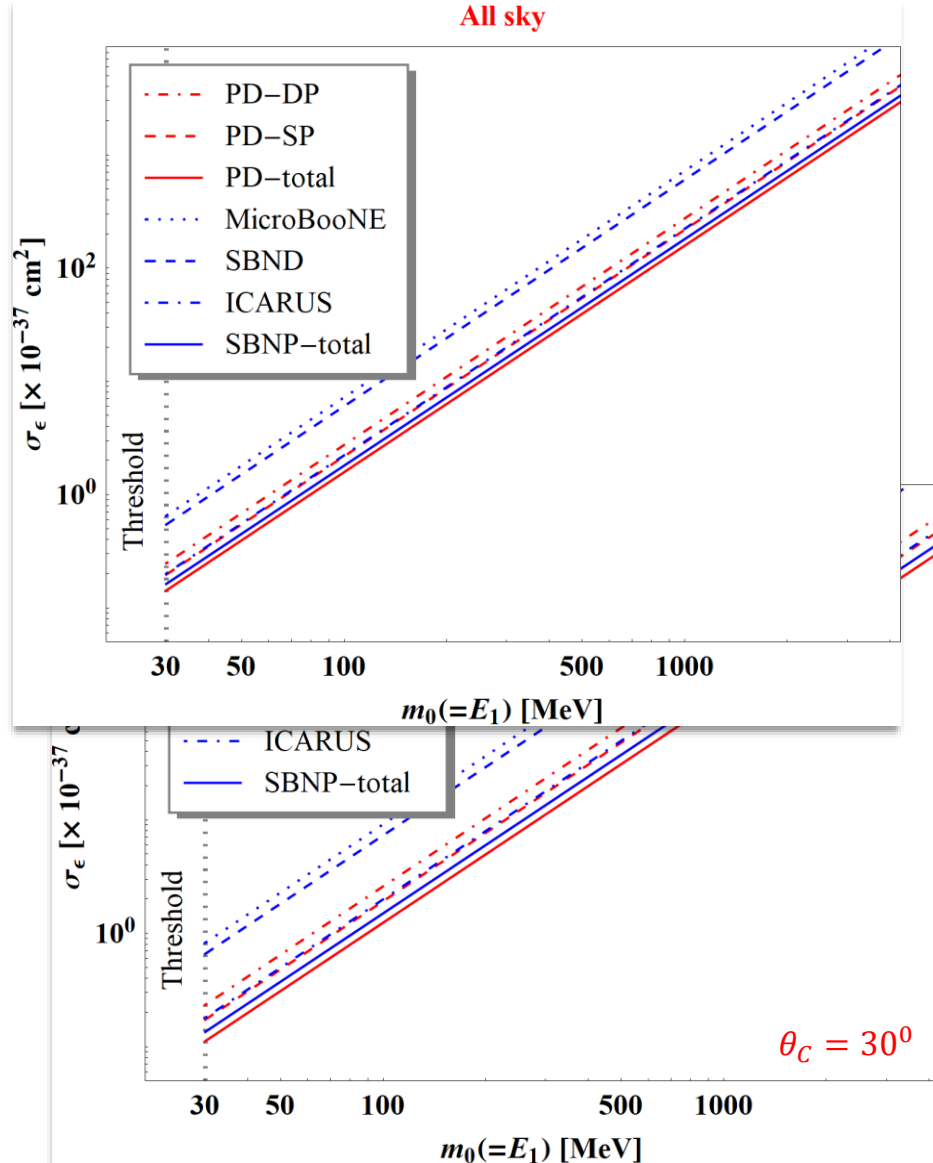 All sky
PD−DP
PD−SP
PD−total
MicroBooNE
SBND
ICARUS
SBNP−total
σϵ [× 10⁻³⁷ cm²]
10²
10⁰
Threshold
30 50 100 500 1000
m₀(=E₁) [MeV]
ICARUS
SBNP−total
σϵ [× 10⁻³⁷ c
10⁰
Threshold
θ_C = 30⁰
30 50 100 500 1000
m₀(=E₁) [MeV]